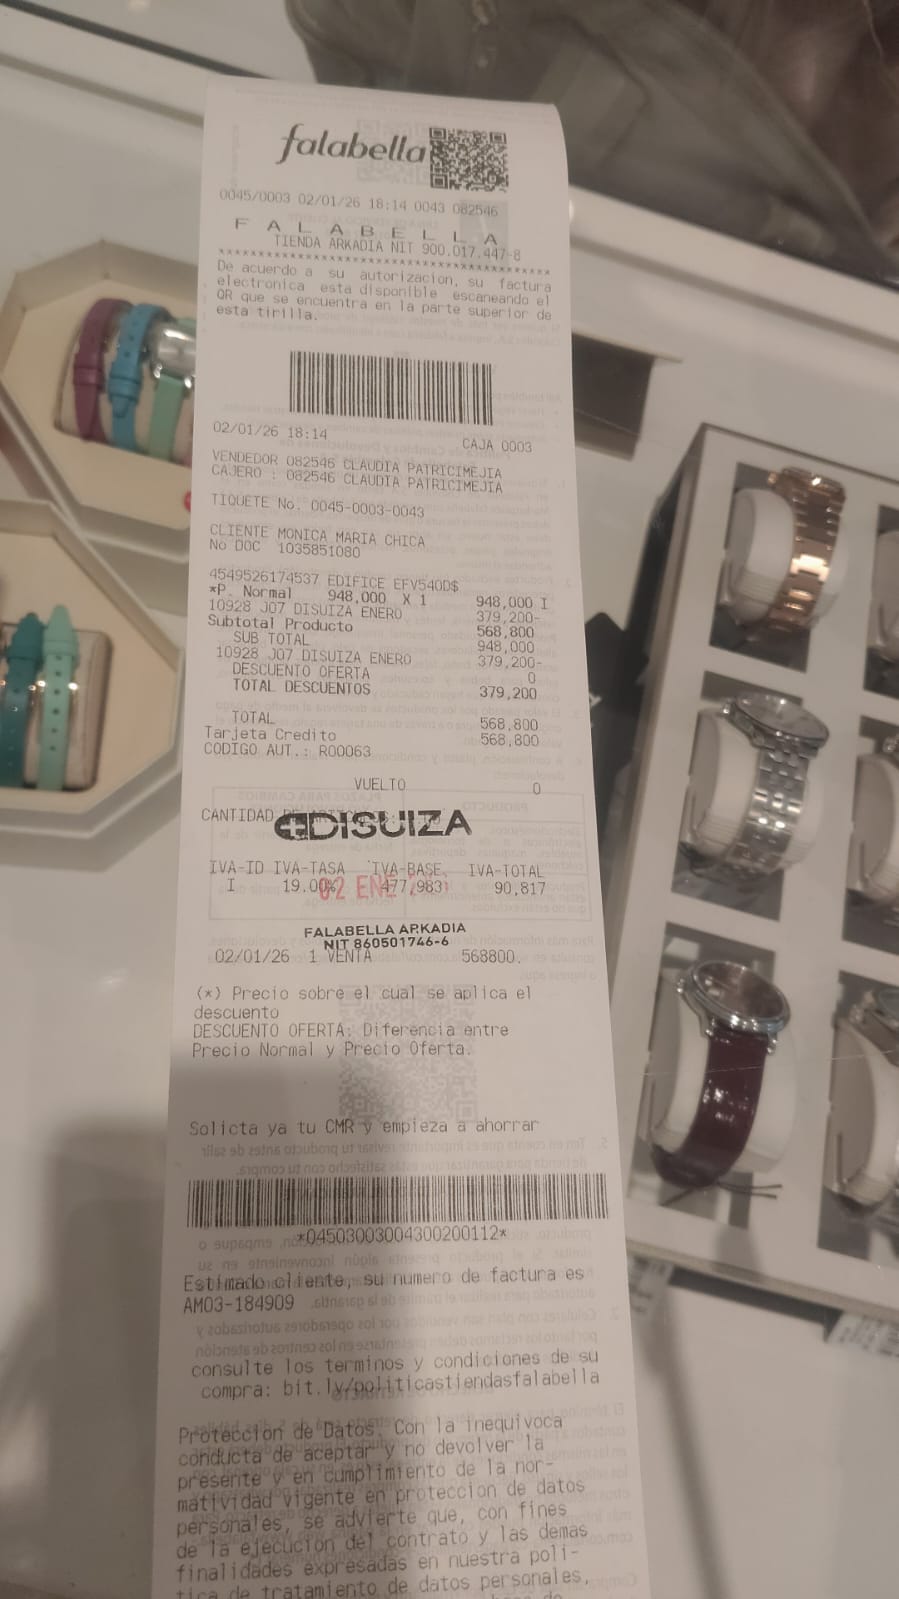 falabella
0045/0003 02/01/26 18:14 0043 082546
F A L A B E L L A
TIENDA ARKADIA NIT 900.017.447-8
****************************************
De acuerdo a su autorizacion, su factura
electronica esta disponible escaneando el
QR que se encuentra en la parte superior de
esta tirilla.
02/01/26 18:14 CAJA 0003
VENDEDOR 082546 CLAUDIA PATRICIMEJIA
CAJERO : 082546 CLAUDIA PATRICIMEJIA
TIQUETE No. 0045-0003-0043
CLIENTE MONICA MARIA CHICA
No DOC 1035851080
4549526174537 EDIFICE EFV540D$
*P. Normal 948,000 X 1 948,000 I
10928 J07 DISUIZA ENERO 379,200-
Subtotal Producto 568,800
SUB TOTAL 948,000
10928 J07 DISUIZA ENERO 379,200-
DESCUENTO OFERTA 0
TOTAL DESCUENTOS 379,200
TOTAL 568,800
Tarjeta Credito 568,800
CODIGO AUT.: R00063
VUELTO 0
CANTIDAD
DISUIZA
IVA-ID IVA-TASA IVA-BASE IVA-TOTAL
I 19.00% 477,983 90,817
02 ENE
FALABELLA ARKADIA
NIT 860501746-6
02/01/26 1 VENTA 568800.
(*) Precio sobre el cual se aplica el
descuento
DESCUENTO OFERTA: Diferencia entre
Precio Normal y Precio Oferta.
Solicta ya tu CMR y empieza a ahorrar
*04503003004300200112*
Estimado cliente, su numero de factura es
AM03-184909
consulte los terminos y condiciones de su
compra: bit.ly/politicastiendasfalabella
Proteccion de Datos. Con la inequivoca
conducta de aceptar y no devolver la
presente y en cumplimiento de la nor-
matividad vigente en proteccion de datos
personales, se advierte que, con fines
de la ejecucion del contrato y las demas
finalidades expresadas en nuestra poli-
tica de tratamiento de datos personales,